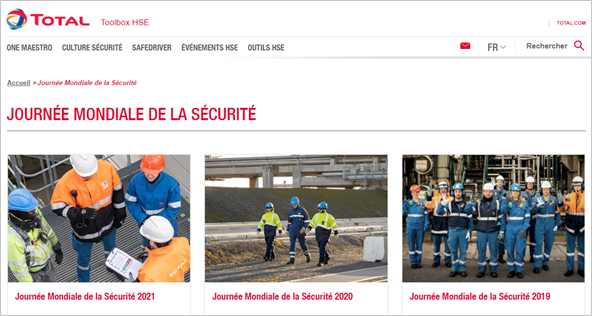 TOTAL
Toolbox HSE
TOTAL.COM
ONE MAESTRO CULTURE SÉCURITÉ SAFEDRIVER ÉVÉNEMENTS HSE OUTILS HSE
FR
Rechercher
Accueil > Journée Mondiale de la Sécurité
JOURNÉE MONDIALE DE LA SÉCURITÉ
Journée Mondiale de la Sécurité 2021
Journée Mondiale de la Sécurité 2020
Journée Mondiale de la Sécurité 2019